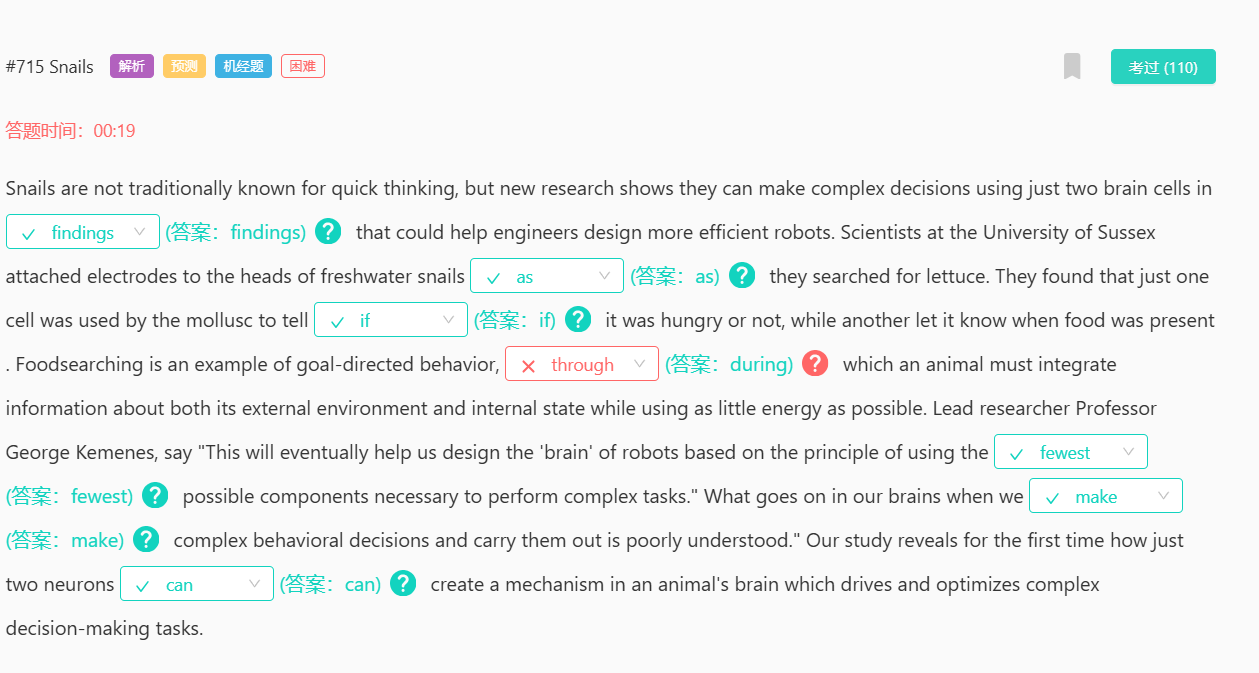 #715 Snails 解析 预测 机经题 困难 考过 (110)
答题时间：00:19
Snails are not traditionally known for quick thinking, but new research shows they can make complex decisions using just two brain cells in
findings (答案：findings) ? that could help engineers design more efficient robots. Scientists at the University of Sussex
attached electrodes to the heads of freshwater snails as (答案：as) ? they searched for lettuce. They found that just one
cell was used by the mollusc to tell if (答案：if) ? it was hungry or not, while another let it know when food was present
. Foodsearching is an example of goal-directed behavior, through (答案：during) ? which an animal must integrate
information about both its external environment and internal state while using as little energy as possible. Lead researcher Professor
George Kemenes, say "This will eventually help us design the 'brain' of robots based on the principle of using the fewest
(答案：fewest) ? possible components necessary to perform complex tasks." What goes on in our brains when we make
(答案：make) ? complex behavioral decisions and carry them out is poorly understood." Our study reveals for the first time how just
two neurons can (答案：can) ? create a mechanism in an animal's brain which drives and optimizes complex
decision-making tasks.